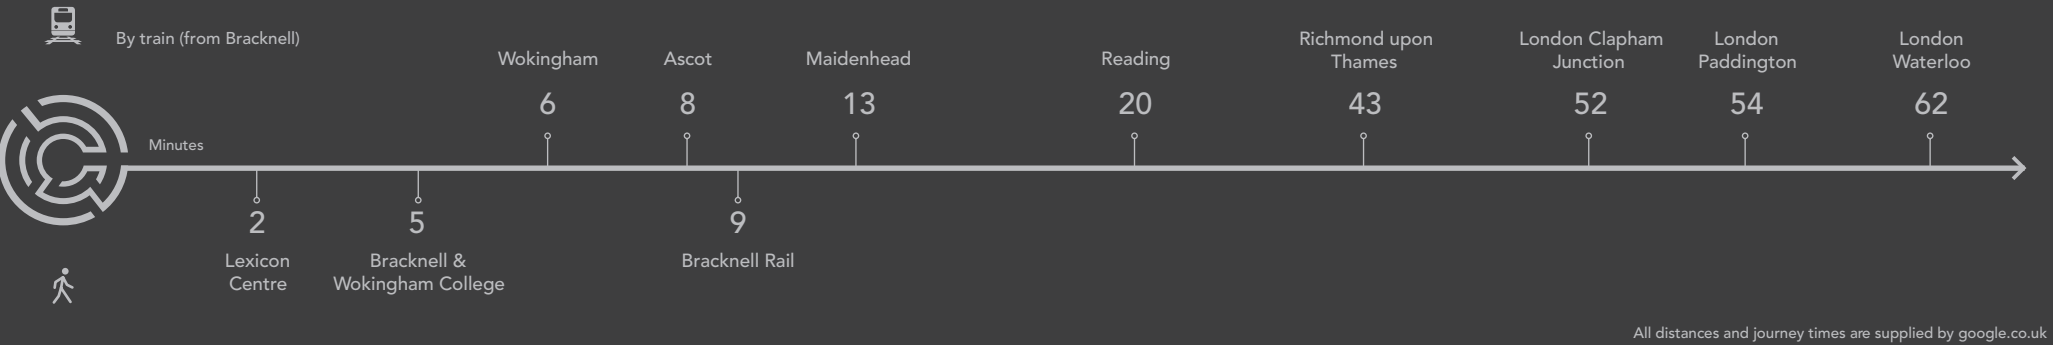 By train (from Bracknell)
Wokingham
Ascot
Maidenhead
Reading
Richmond upon
Thames
London Clapham
Junction
London
Paddington
London
Waterloo
6
8
13
20
43
52
54
62
Minutes
2
5
9
Lexicon
Centre
Bracknell &
Wokingham College
Bracknell Rail
All distances and journey times are supplied by google.co.uk